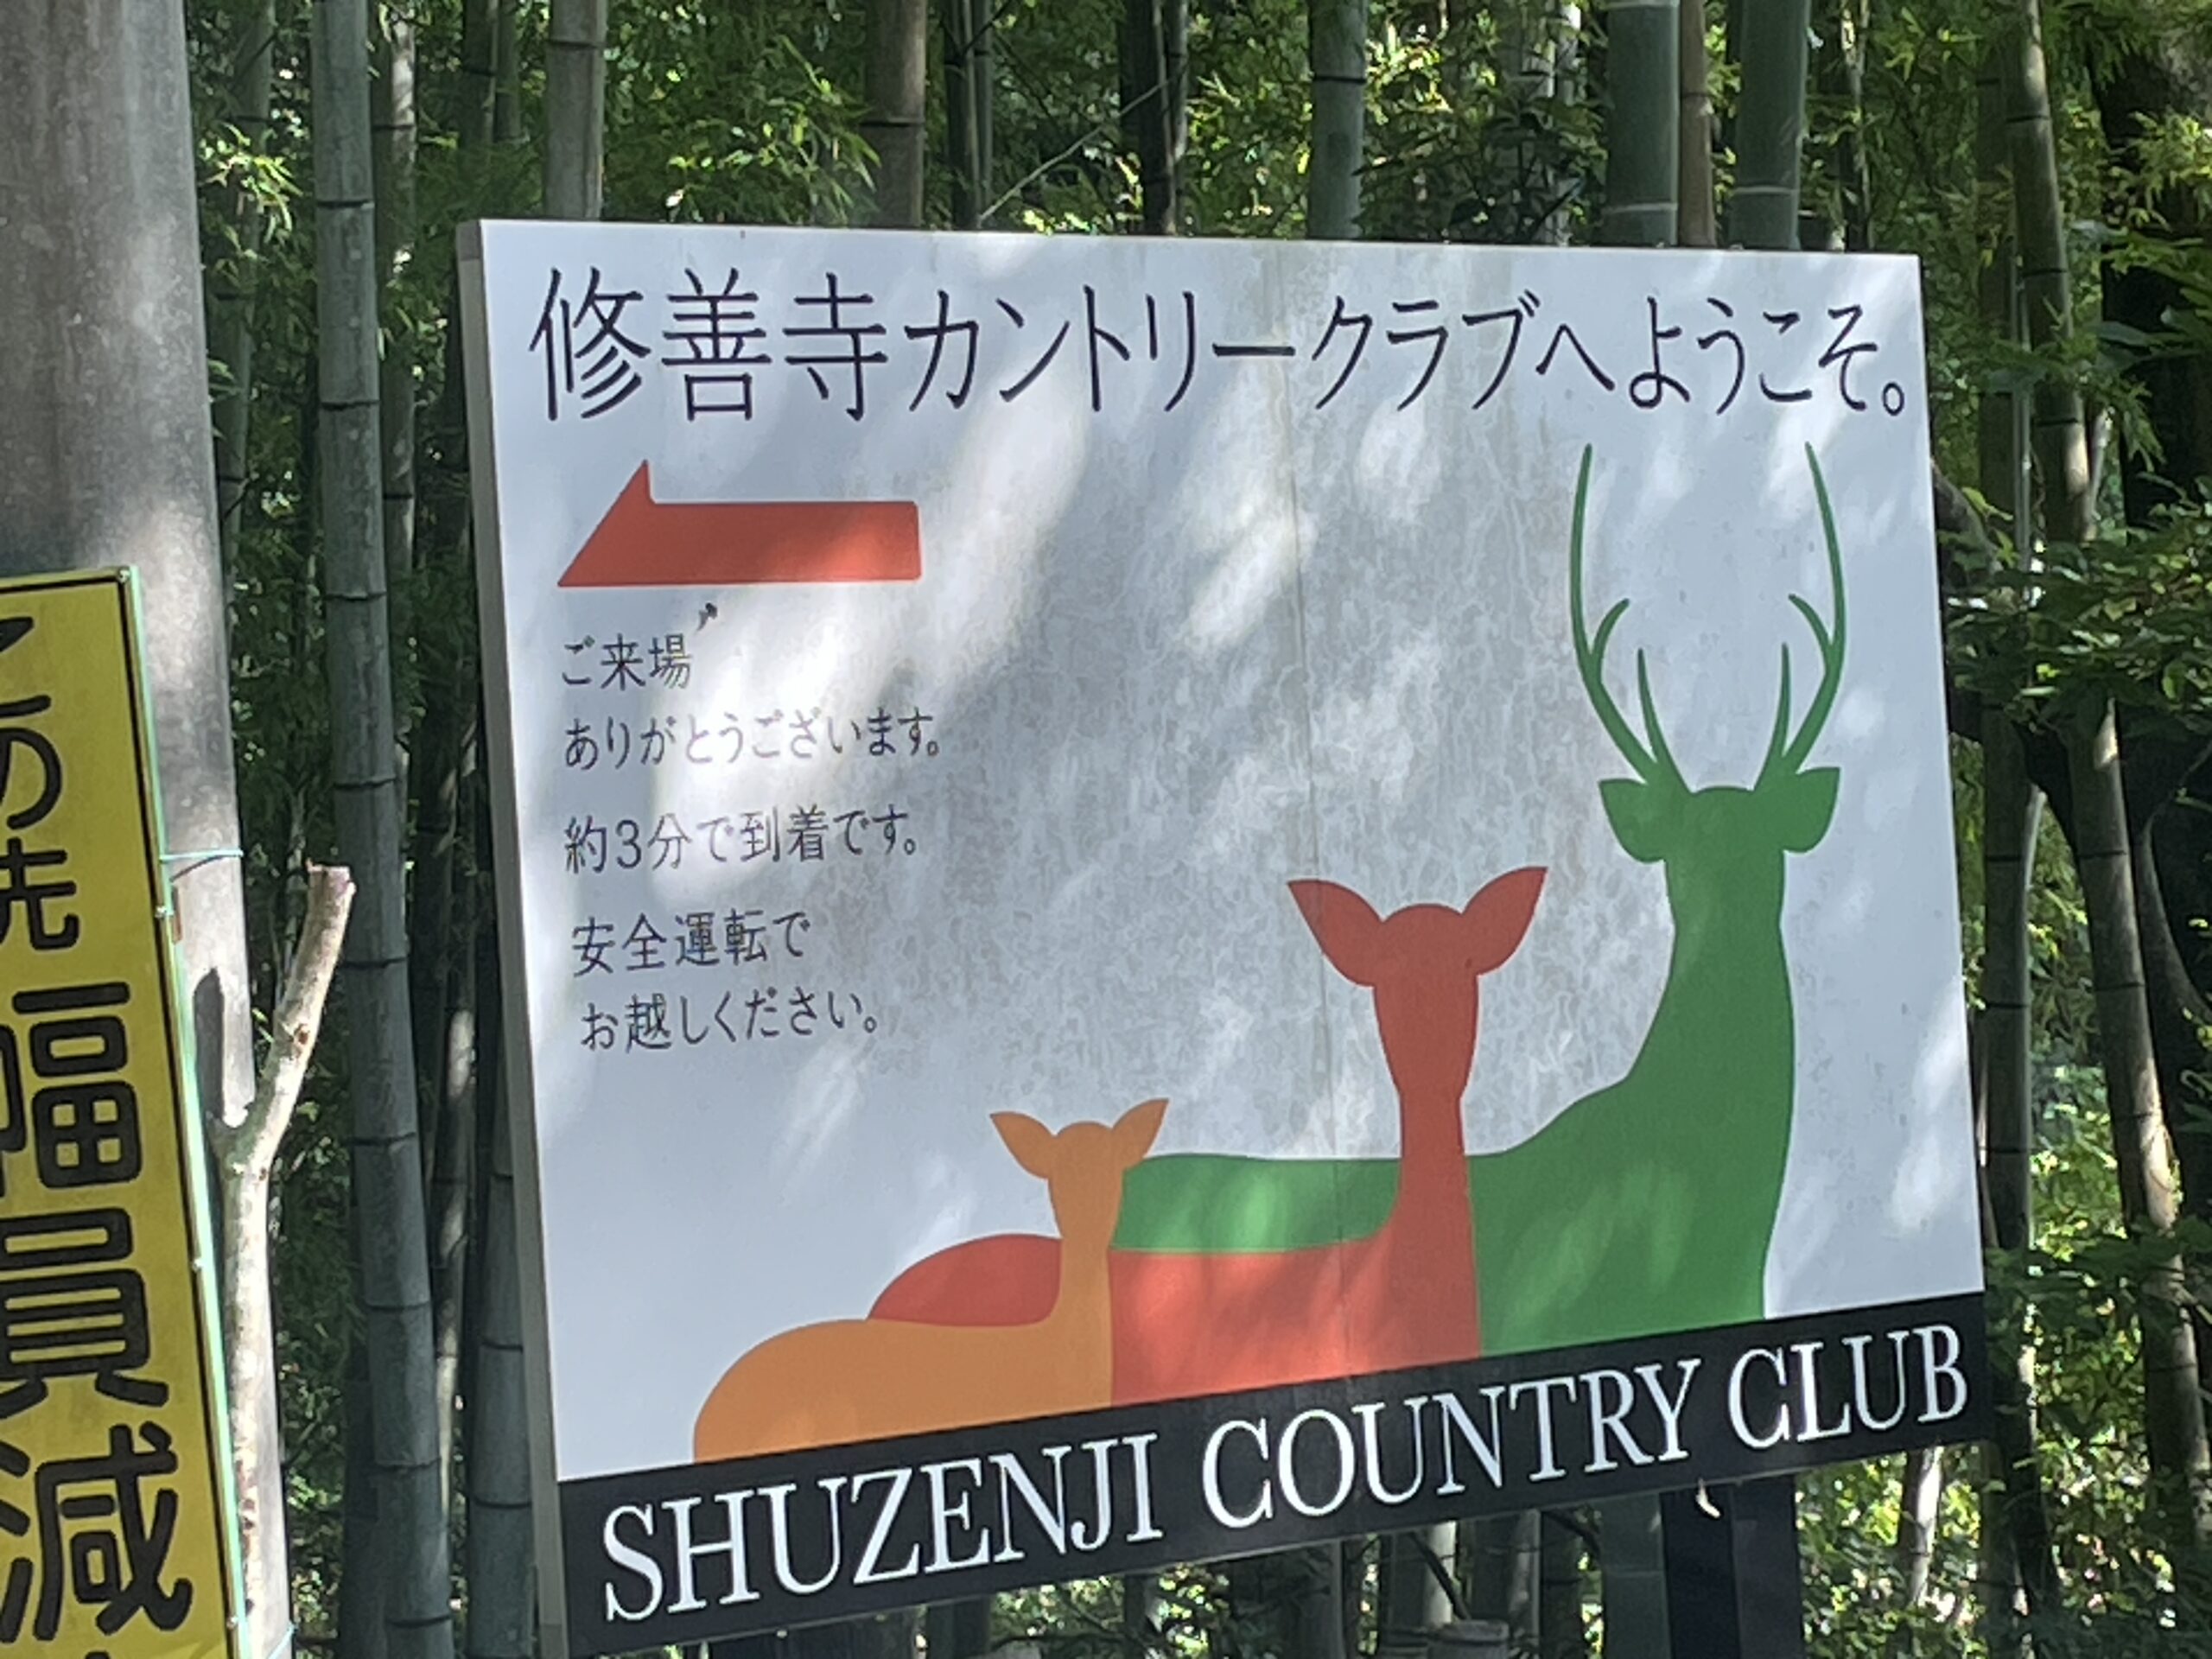 修善寺カントリークラブへようこそ。
ご来場
ありがとうございます。
約3分で到着です。
安全運転で
お越しください。
SHUZENJI COUNTRY CLUB
この先
幅員減